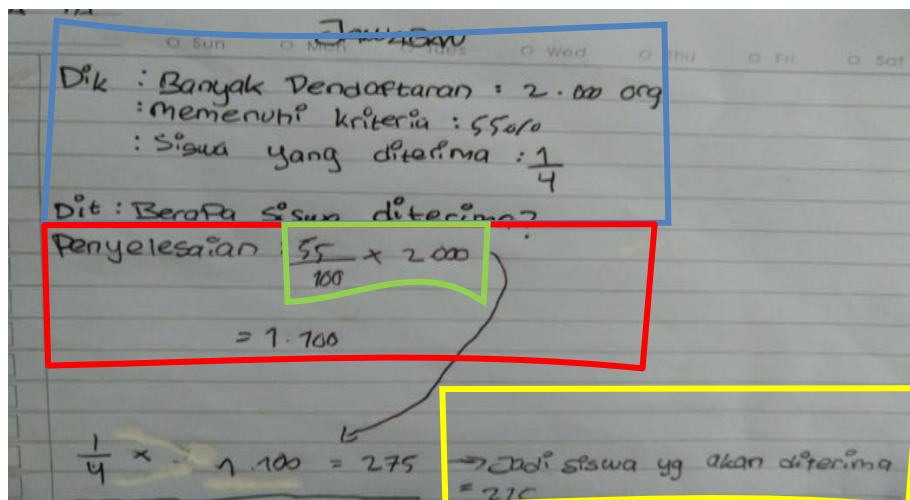 Jawaban
Sun Mon Tues Wed Thu Fri Sat
Dik : Banyak Pendaftaran : 2.000 org
: memenuhi kriteria : 55%
: Siswa yang diterima : 1/4
Dit : Berapa siswa diterima?
Penyelesaian : 55/100 × 2000
= 1.100
1/4 × 1.100 = 275 → Jadi siswa yg akan diterima
= 275